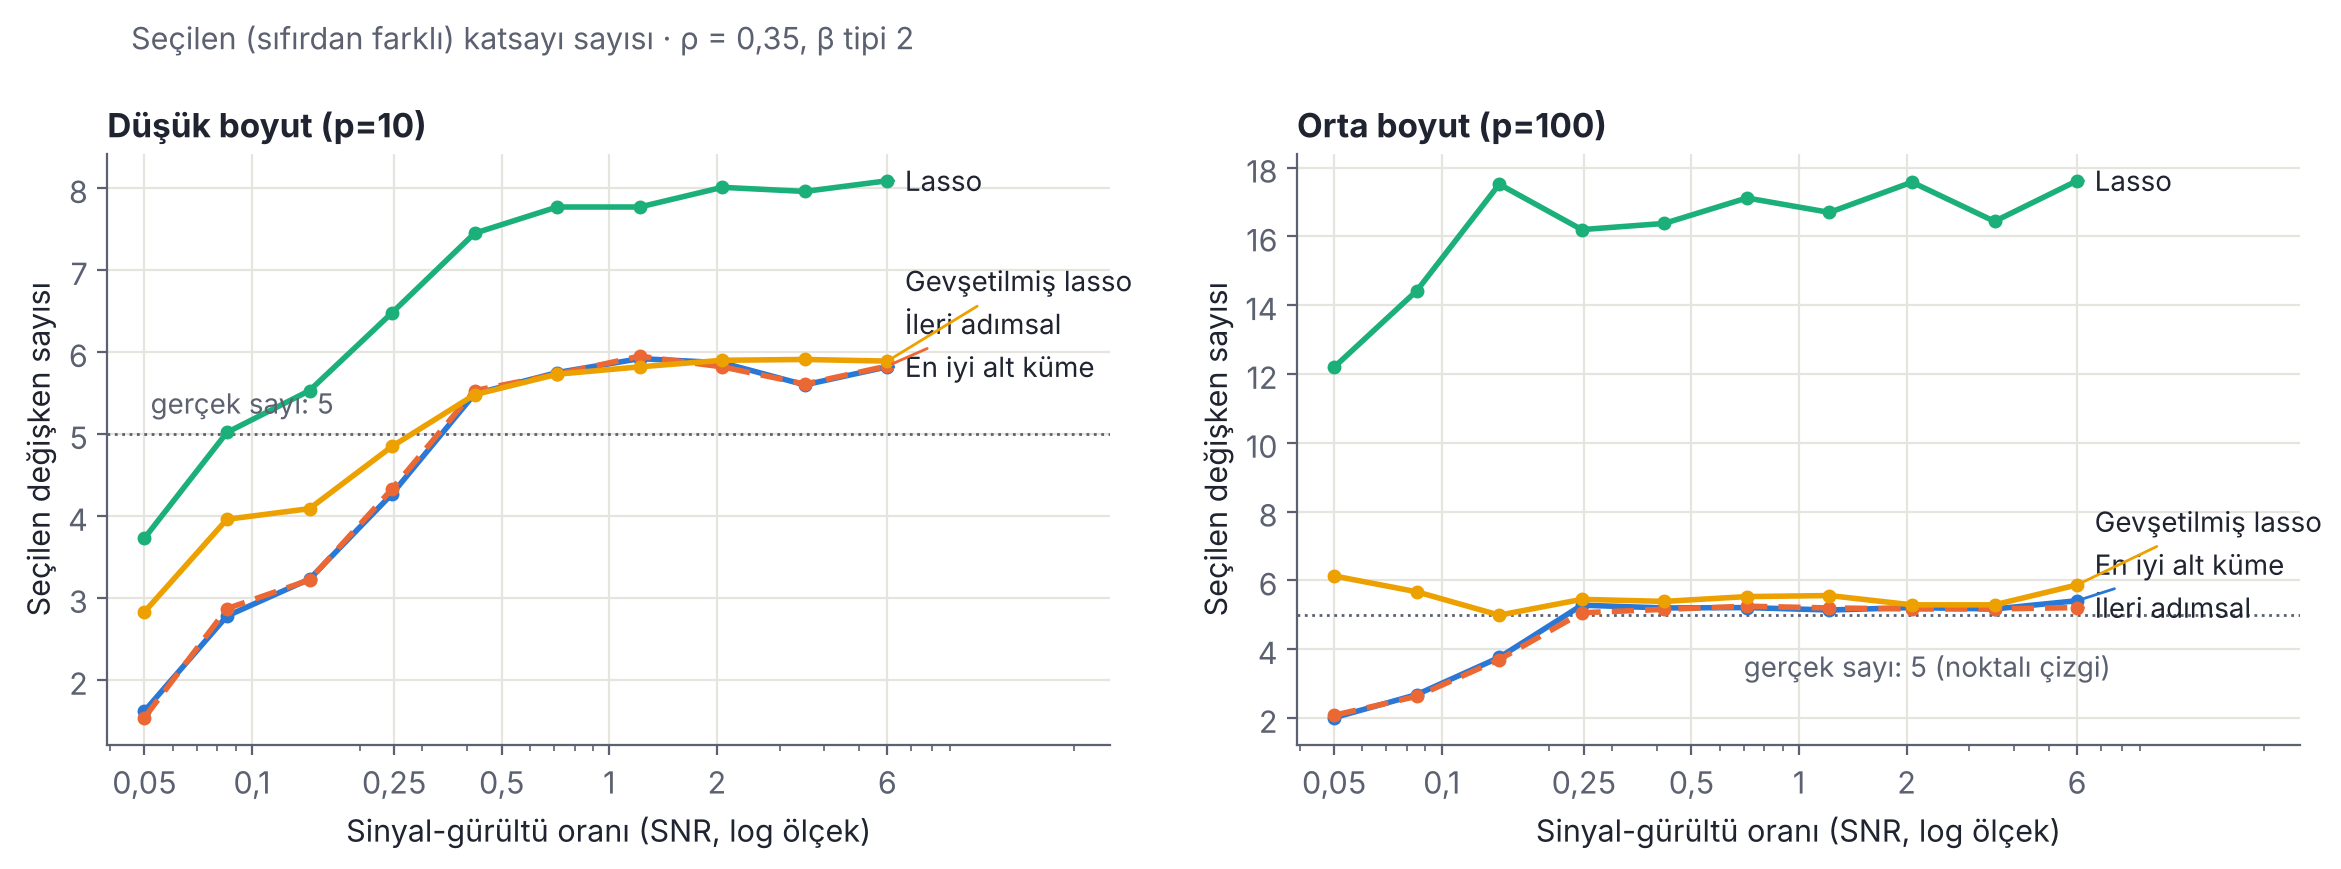 Seçilen (sıfırdan farklı) katsayı sayısı · ρ = 0,35, β tipi 2
Düşük boyut (p=10)
Seçilen değişken sayısı
8
7
6
5
4
3
2
Lasso
Gevşetilmiş lasso
İleri adımsal
En iyi alt küme
gerçek sayı: 5
0,05 0,1 0,25 0,5 1 2 6
Sinyal-gürültü oranı (SNR, log ölçek)
Orta boyut (p=100)
Seçilen değişken sayısı
18
16
14
12
10
8
6
4
2
Lasso
Gevşetilmiş lasso
En iyi alt küme
İleri adımsal
gerçek sayı: 5 (noktalı çizgi)
0,05 0,1 0,25 0,5 1 2 6
Sinyal-gürültü oranı (SNR, log ölçek)